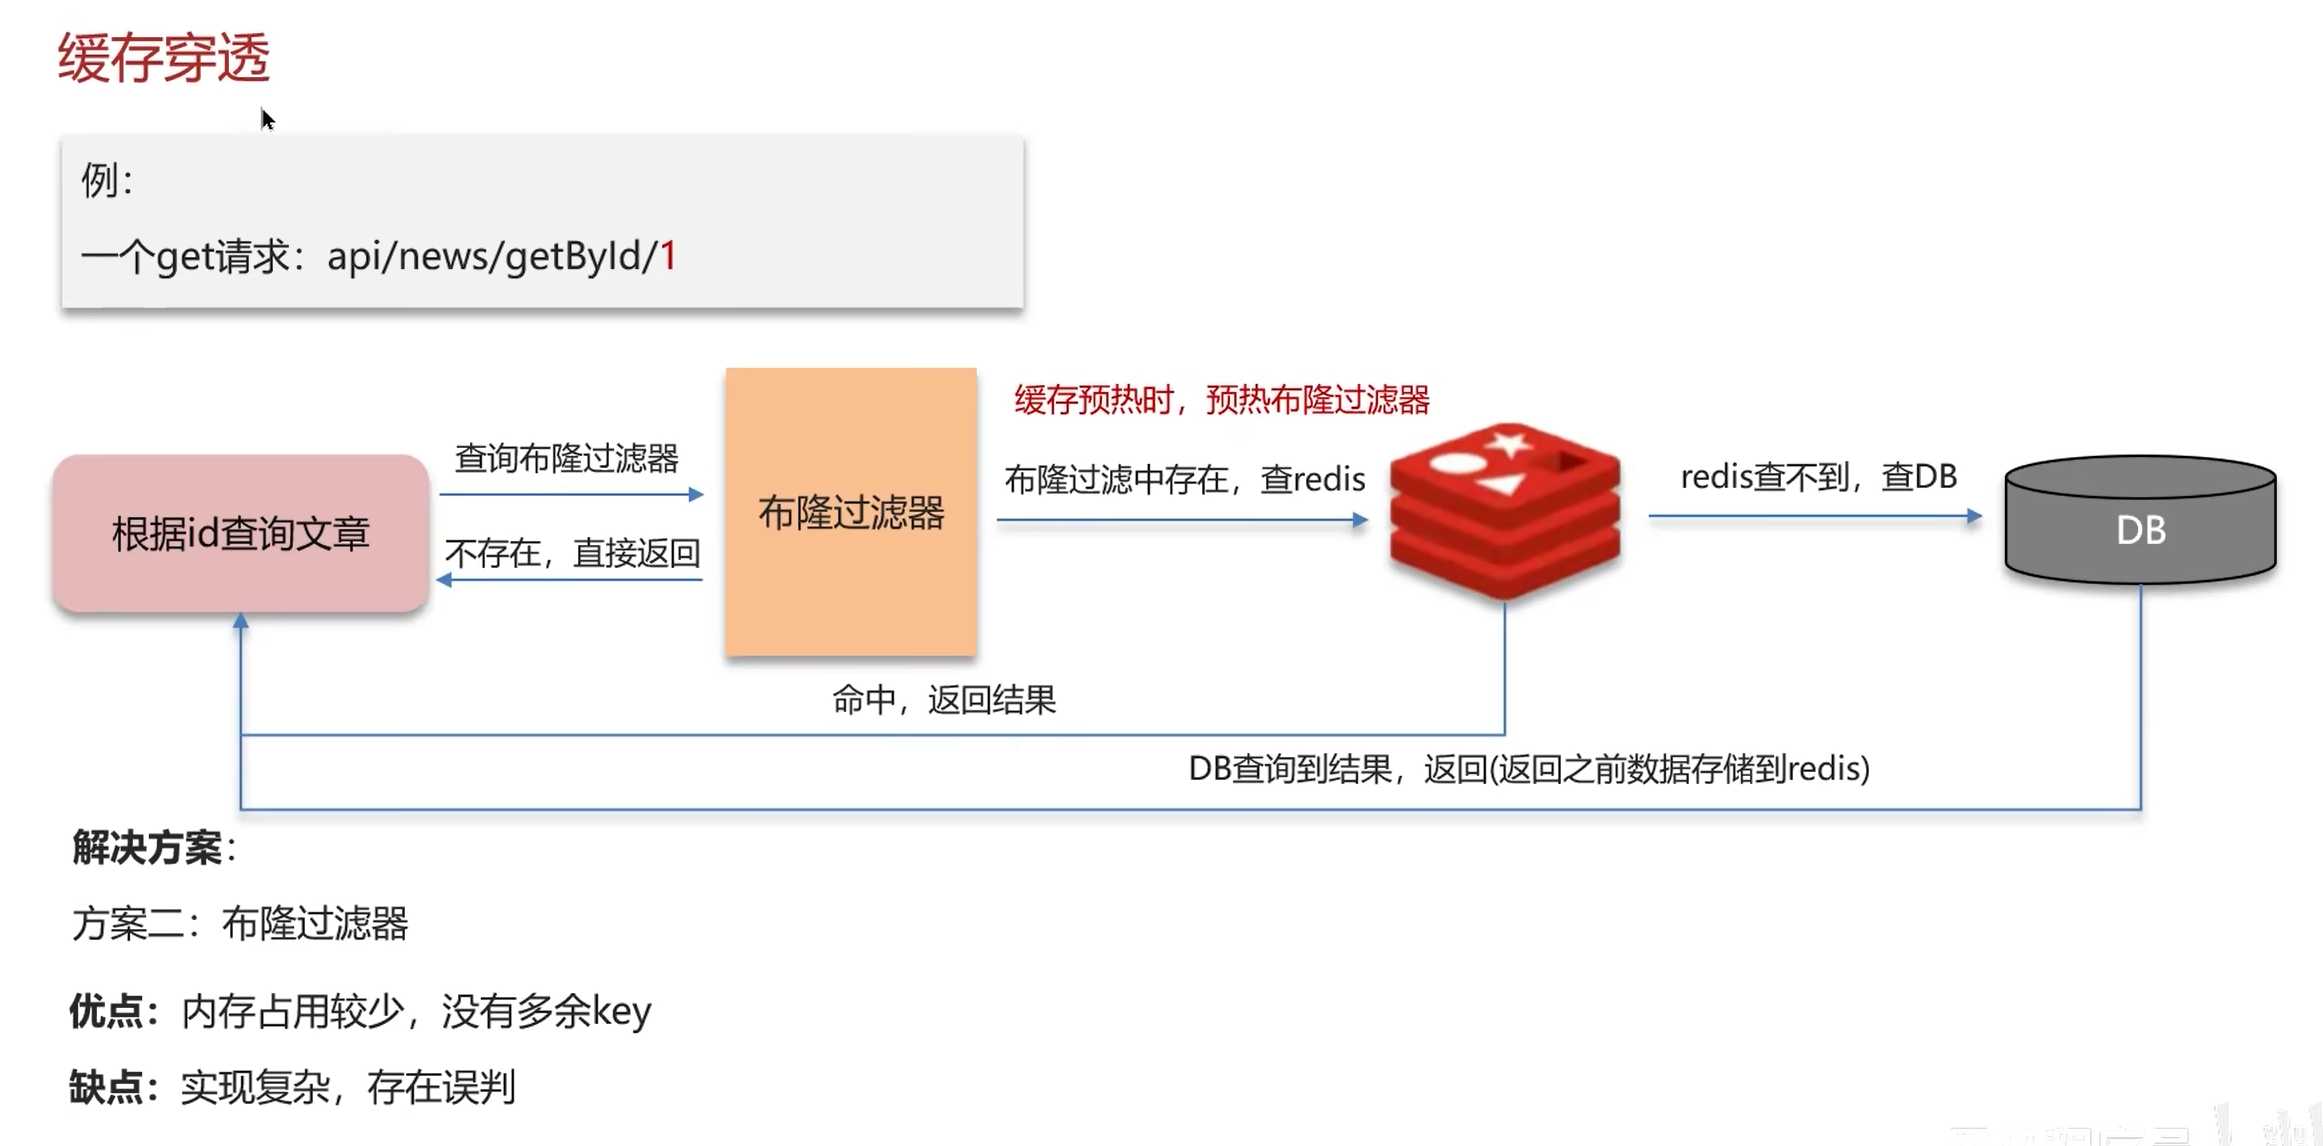 缓存穿透
例：
一个get请求：api/news/getById/1
缓存预热时，预热布隆过滤器
查询布隆过滤器
布隆过滤中存在，查redis
redis查不到，查DB
根据id查询文章
布隆过滤器
DB
不存在，直接返回
命中，返回结果
DB查询到结果，返回(返回之前数据存储到redis)
解决方案：
方案二：布隆过滤器
优点：内存占用较少，没有多余key
缺点：实现复杂，存在误判